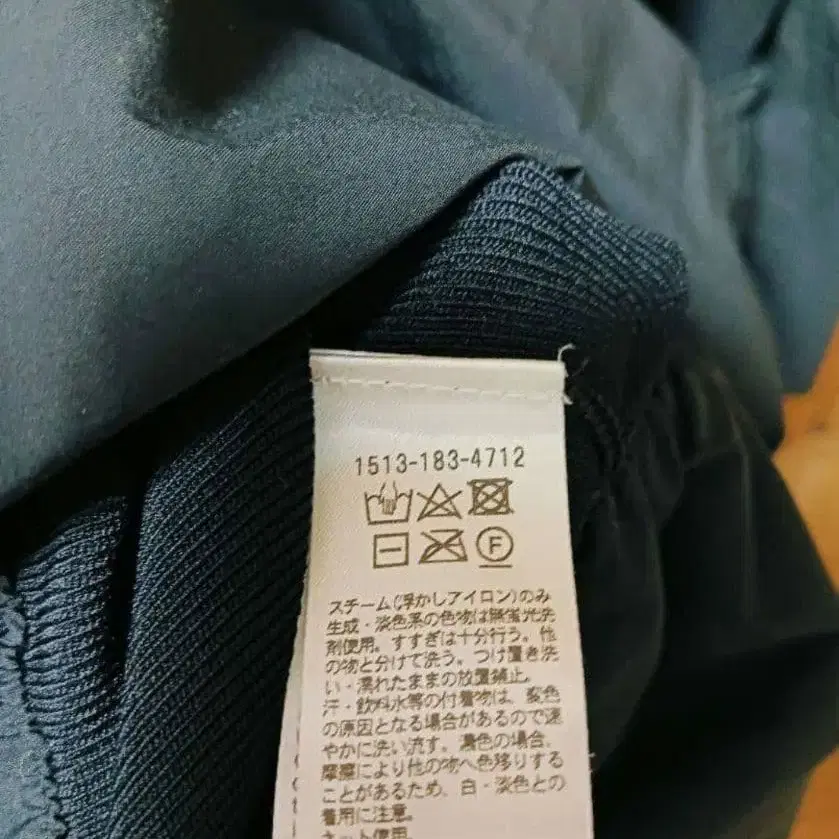 1513-183-4712
F
スチーム(浮かしアイロン)のみ
生成・淡色系の色物は無蛍光洗
剤使用。すすぎは十分行う。他
の物と分けて洗う。つけ置き洗
い・濡れたままの放置禁止。
汗・飲料水等の付着物は、変色
の原因となる場合があるので速
やかに洗い流す。濃色の場合、
摩擦により他の物へ色移りする
ことがあるため、白・淡色との
着用に注意。
ネット使用